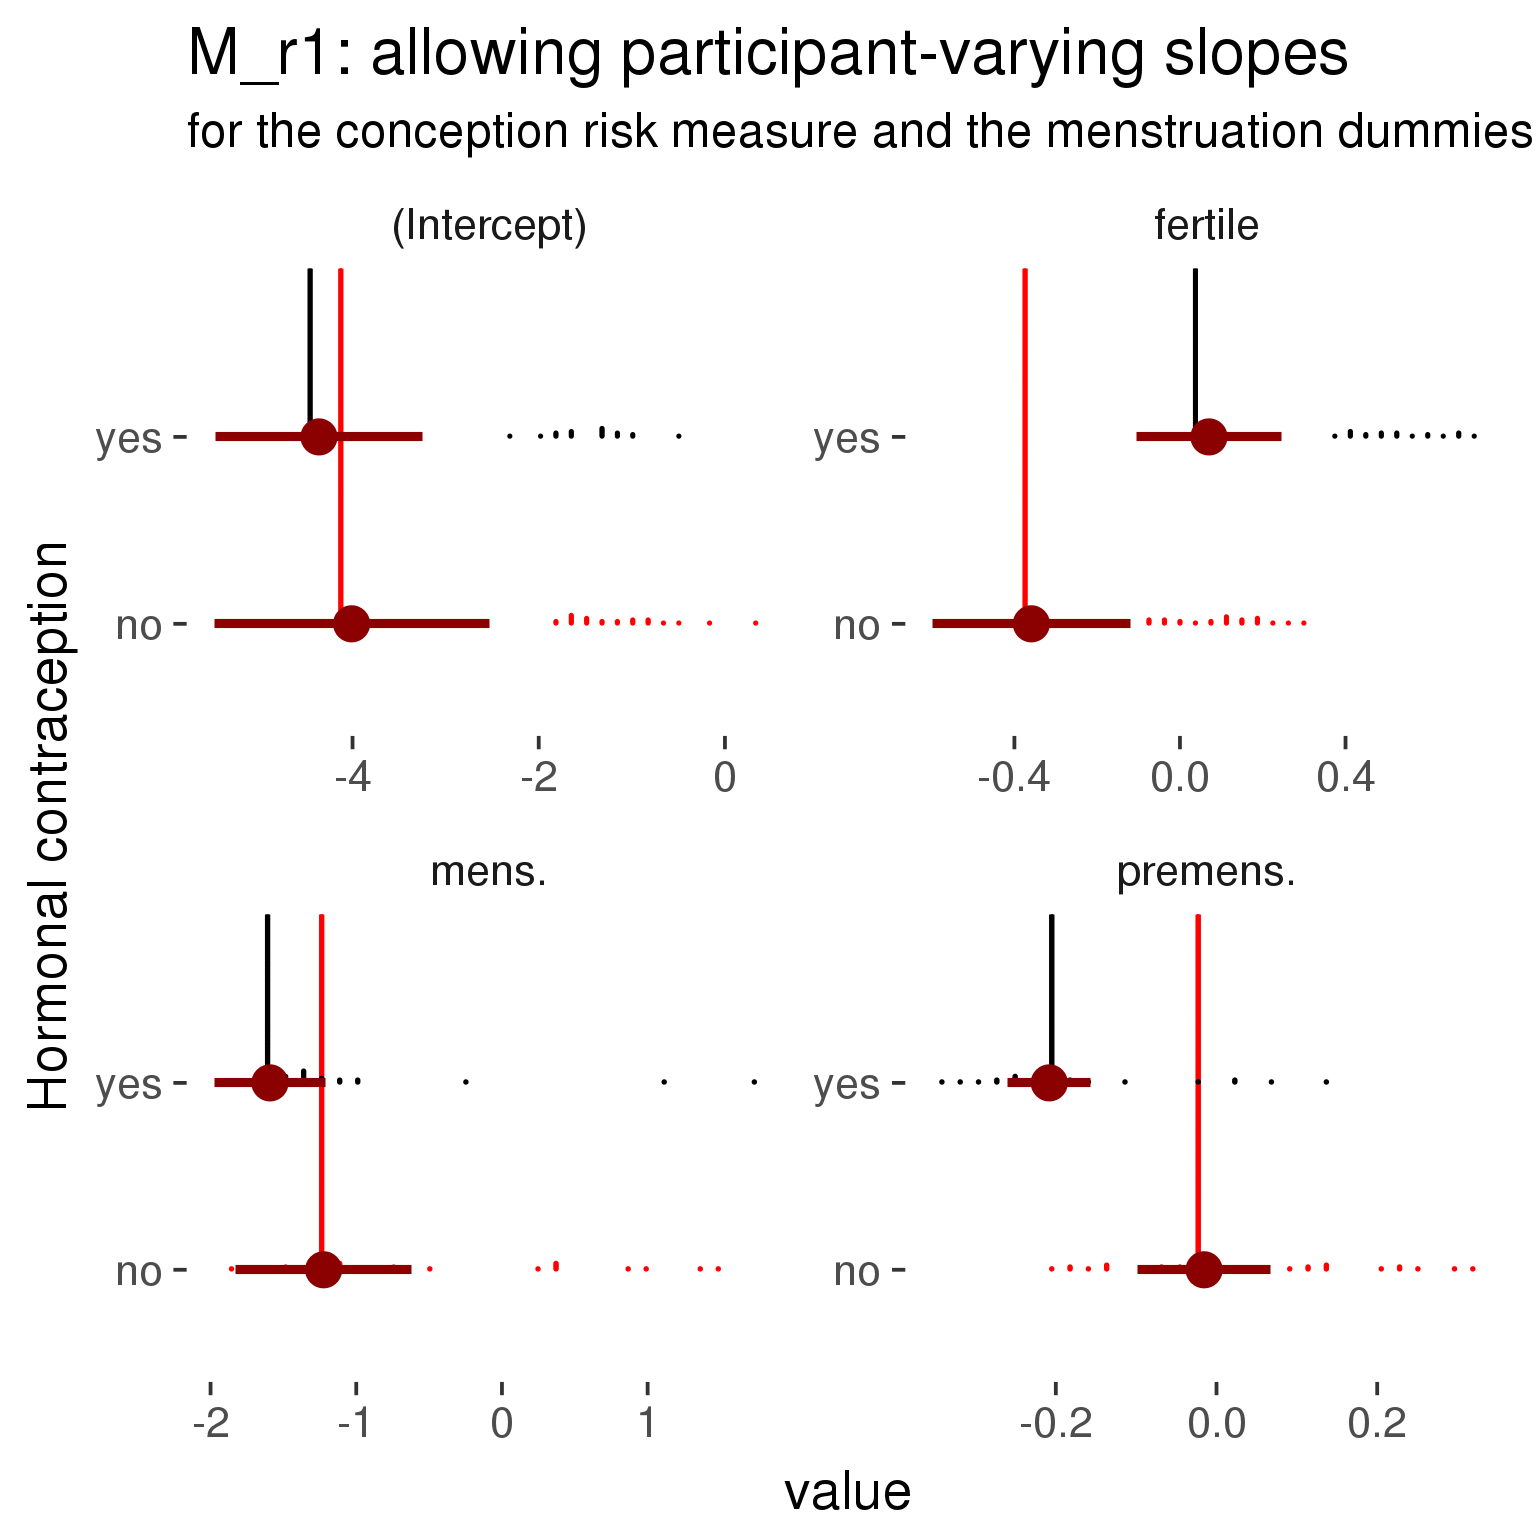 M_r1: allowing participant-varying slopes
for the conception risk measure and the menstruation dummies
(Intercept)
fertile
yes
no
yes
no
-4
-2
0
-0.4
0.0
0.4
Hormonal contraception
mens.
premens.
yes
no
yes
no
-2
-1
0
1
-0.2
0.0
0.2
value